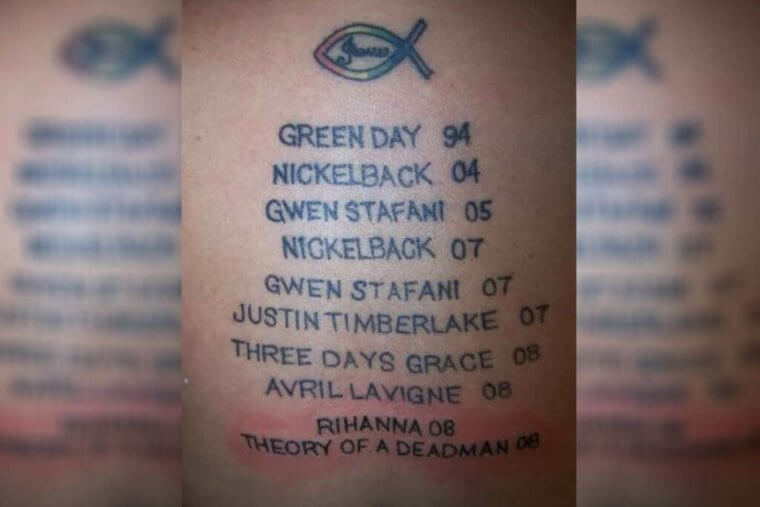 Jesus
GREEN DAY 94
NICKELBACK 04
GWEN STAFANI 05
NICKELBACK 07
GWEN STAFANI 07
JUSTIN TIMBERLAKE 07
THREE DAYS GRACE 08
AVRIL LAVIGNE 08
RIHANNA 08
THEORY OF A DEADMAN 08